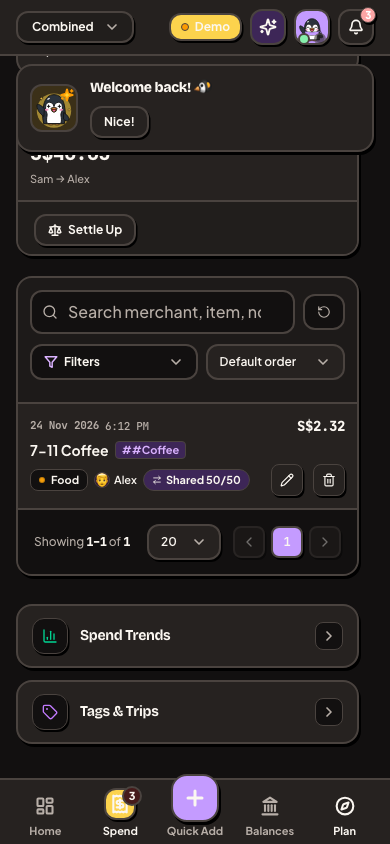 Combined
Demo
3
Welcome back!
Nice!
Sam → Alex
Settle Up
Search merchant, item, no
Filters
Default order
24 Nov 2026 6:12 PM
S$2.32
7-11 Coffee
##Coffee
Food
Alex
Shared 50/50
Showing 1–1 of 1
20
1
Spend Trends
Tags & Trips
3
Home
Spend
Quick Add
Balances
Plan